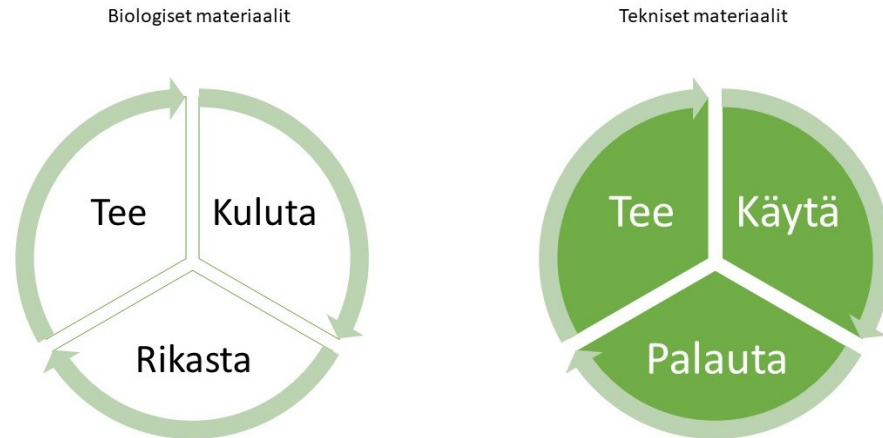 Biologiset materiaalit
Tekniset materiaalit
Tee
Kuluta
Rikasta
Tee
Käytä
Palauta